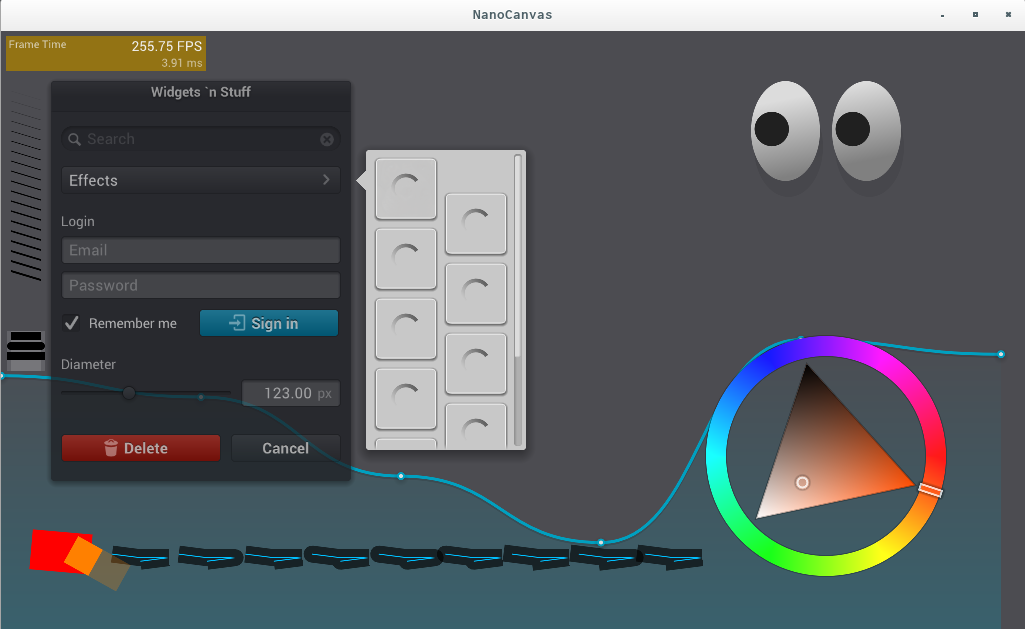 NanoCanvas
Frame Time
255.75 FPS
3.91 ms
Widgets `n Stuff
Search
Effects
Login
Email
Password
Remember me
Sign in
Diameter
123.00 px
Delete
Cancel